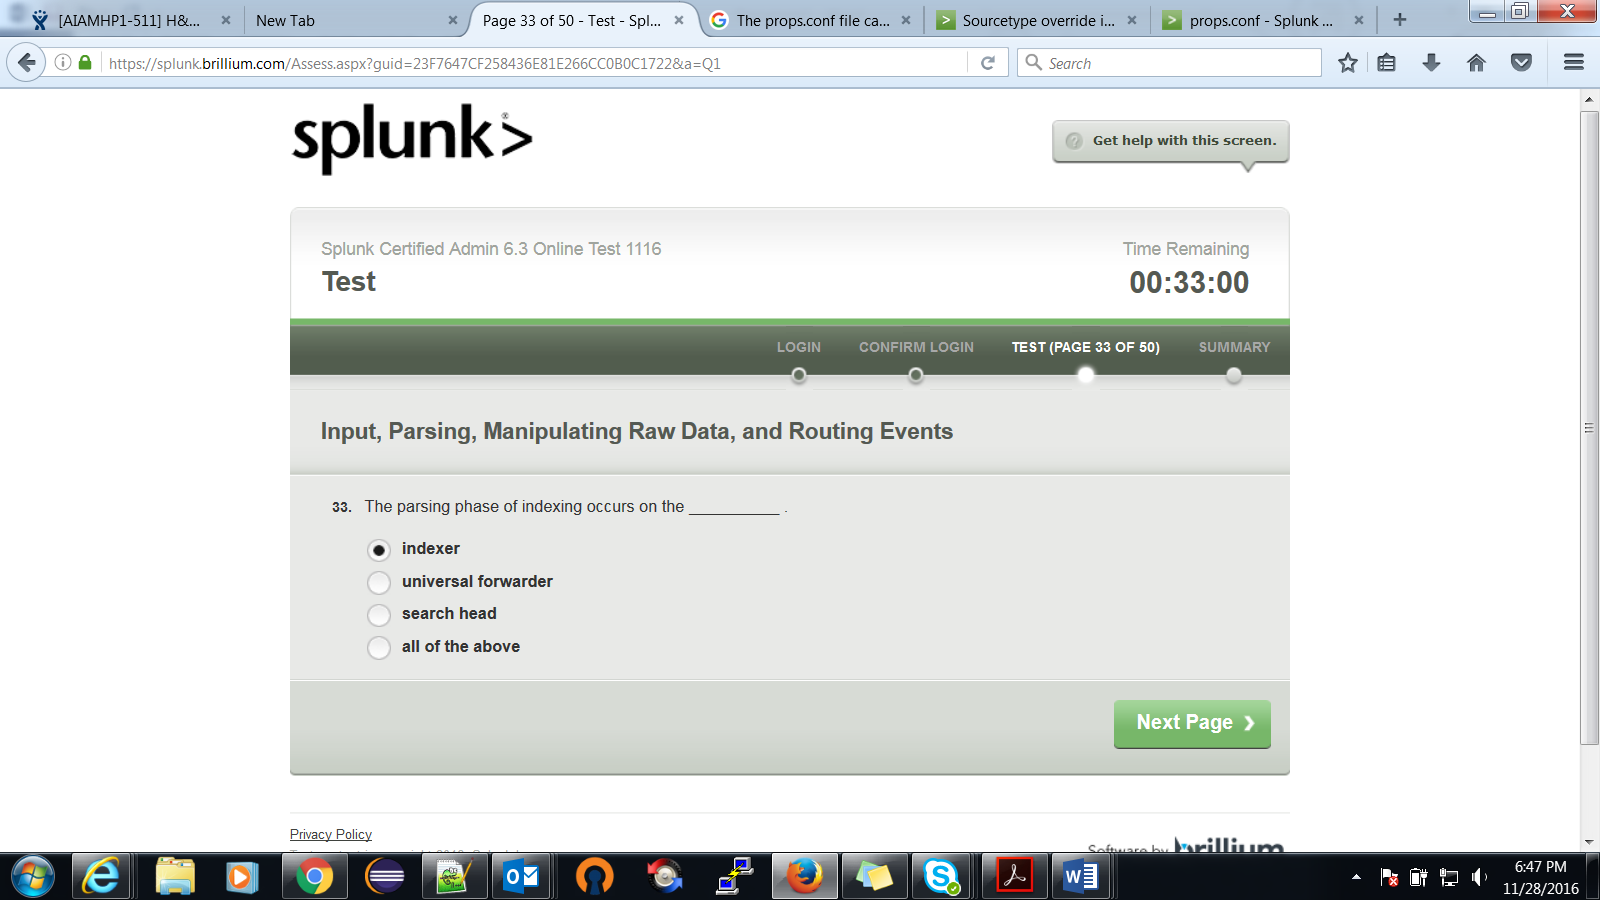 [AIAMHP1-511] H&...
New Tab
Page 33 of 50 - Test - Spl...
The props.conf file ca...
Sourcetype override i...
props.conf - Splunk ...
https://splunk.brillium.com/Assess.aspx?guid=23F7647CF258436E81E266CC0B0C1722&a=Q1
Search
splunk>
Get help with this screen.
Splunk Certified Admin 6.3 Online Test 1116
Time Remaining
Test
00:33:00
LOGIN
CONFIRM LOGIN
TEST (PAGE 33 OF 50)
SUMMARY
Input, Parsing, Manipulating Raw Data, and Routing Events
33. The parsing phase of indexing occurs on the __________ .
indexer
universal forwarder
search head
all of the above
Next Page
Privacy Policy
Software by brillium
6:47 PM
11/28/2016